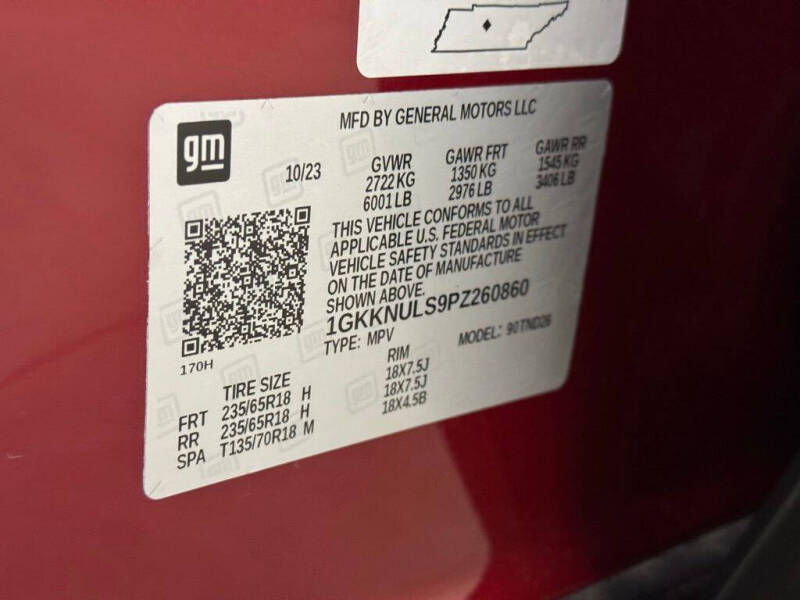 MFD BY GENERAL MOTORS LLC
gm
10/23
GVWR GAWR FRT GAWR RR
2722 KG 1350 KG 1545 KG
6001 LB 2976 LB 3406 LB
THIS VEHICLE CONFORMS TO ALL
APPLICABLE U.S. FEDERAL MOTOR
VEHICLE SAFETY STANDARDS IN EFFECT
ON THE DATE OF MANUFACTURE
SHOWN ABOVE.
1GKKNULS9PZ260860
TYPE: MPV MODEL: 90TND26
170H
TIRE SIZE RIM
FRT 235/65R18 H 18X7.5J
RR 235/65R18 H 18X7.5J
SPA T135/70R18 M 18X4.5B